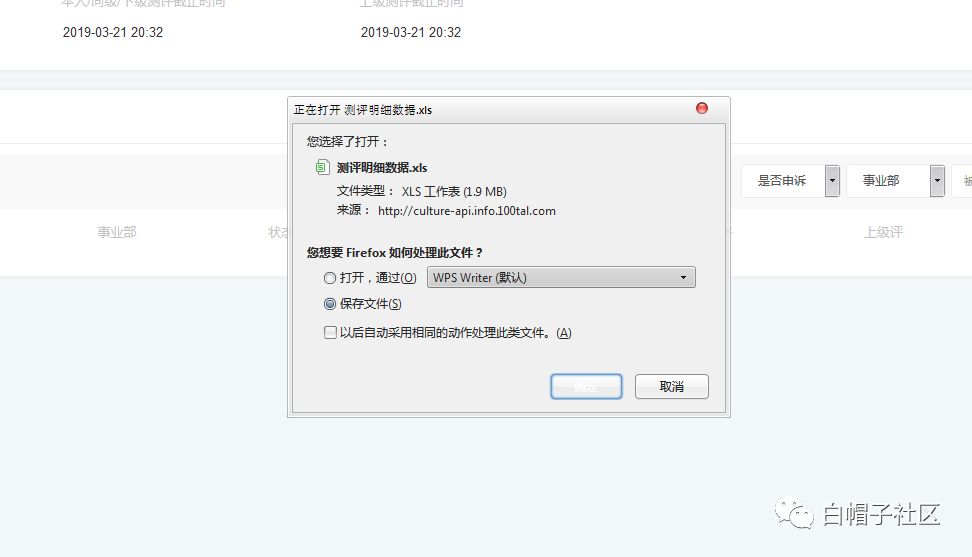 本人/同级/下级测评截止时间 上级测评截止时间
2019-03-21 20:32 2019-03-21 20:32
正在打开 测评明细数据.xls
您选择了打开：
测评明细数据.xls
文件类型： XLS 工作表 (1.9 MB)
来源： http://culture-api.info.100tal.com
是否申诉 事业部 被
事业部 状态 上级评
您想要 Firefox 如何处理此文件？
打开，通过(O) WPS Writer (默认)
保存文件(S)
以后自动采用相同的动作处理此类文件。(A)
确定 取消
白帽子社区